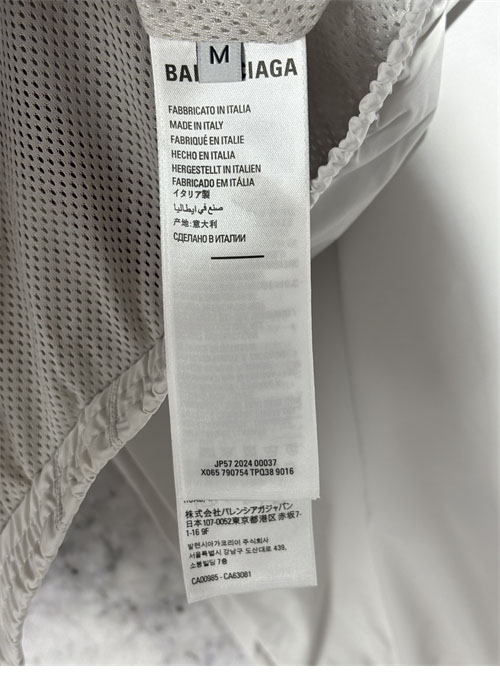 M
BALENCIAGA
FABBRICATO IN ITALIA
MADE IN ITALY
FABRIQUÉ EN ITALIE
HECHO EN ITALIA
HERGESTELLT IN ITALIEN
FABRICADO EM ITÁLIA
イタリア製
صنع في إيطاليا
产地:意大利
СДЕЛАНО В ИТАЛИИ
JP57 2024 00037
X065 790754 TPQ38 9016
株式会社バレンシアガジャパン
日本107-0052東京都港区赤坂7-
1-16 9F
발렌시아가코리아 주식회사
서울특별시 강남구 도산대로 439,
소통빌딩 7층
CA00985 - CA63081